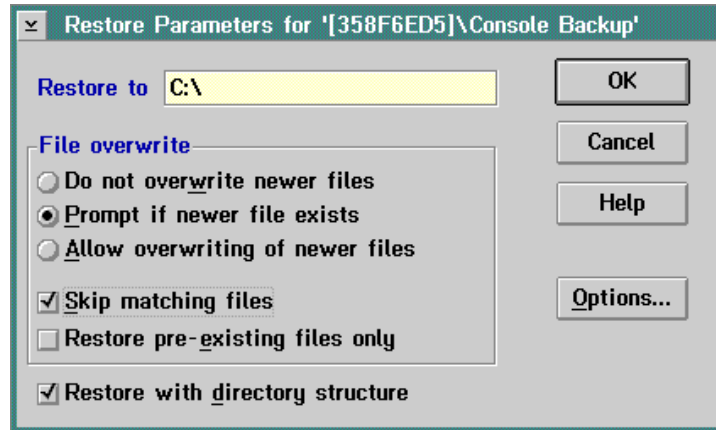 Restore Parameters for '[358F6ED5]\Console Backup'
Restore to C:\
OK
File overwrite
Cancel
Do not overwrite newer files
Prompt if newer file exists
Help
Allow overwriting of newer files
Skip matching files
Options...
Restore pre-existing files only
Restore with directory structure